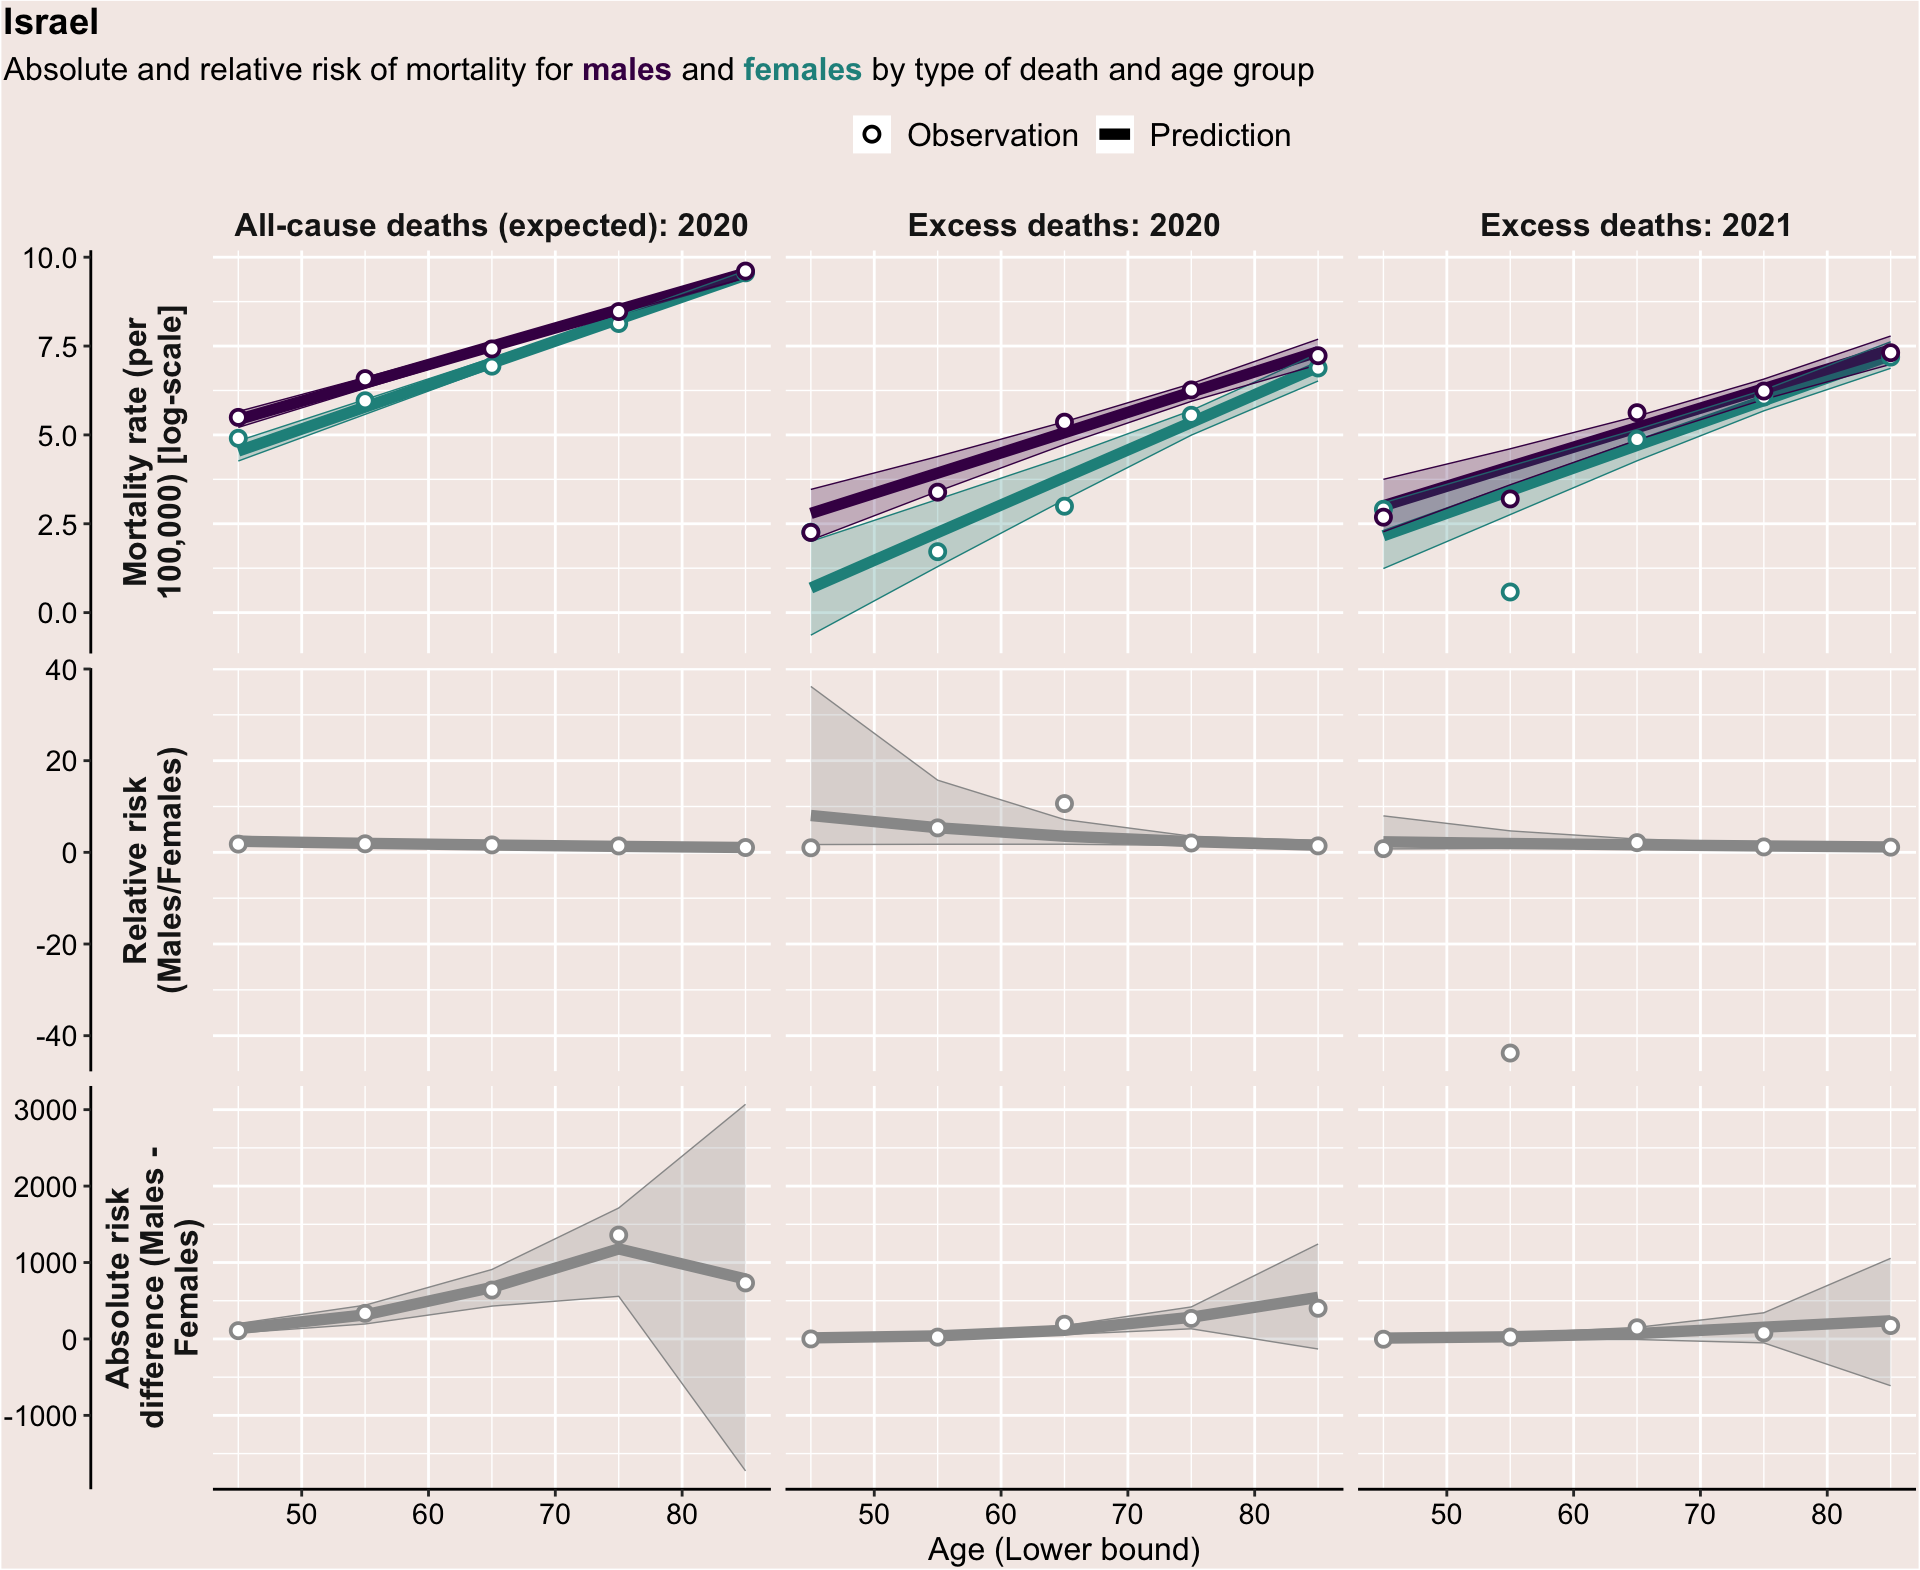 Israel
Absolute and relative risk of mortality for males and females by type of death and age group
Observation Prediction
All-cause deaths (expected): 2020 Excess deaths: 2020 Excess deaths: 2021
Mortality rate (per
100,000) [log-scale]
10.0
7.5
5.0
2.5
0.0
Relative risk
(Males/Females)
40
20
0
-20
-40
Absolute risk
difference (Males -
Females)
3000
2000
1000
0
-1000
50 60 70 80 50 60 70 80 50 60 70 80
Age (Lower bound)